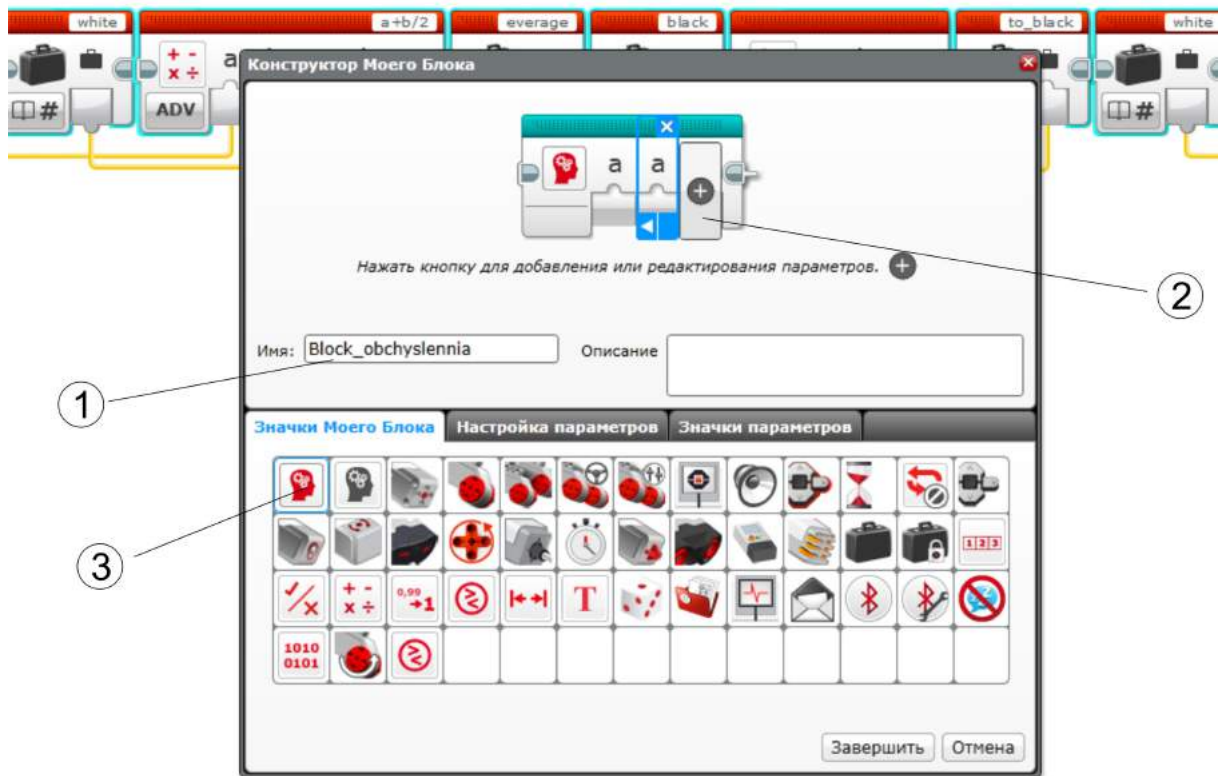 white
a+b/2
everage
black
to_black
white
#
+ -
x ÷
a
ADV
#
Конструктор Моего Блока
a a
Нажать кнопку для добавления или редактирования параметров.
2
Имя: Block_obchyslennia
Описание
1
Значки Моего Блока Настройка параметров Значки параметров
3
1 2 3
+ -
x ÷
0,99
1
T
1010
0101
Завершить Отмена